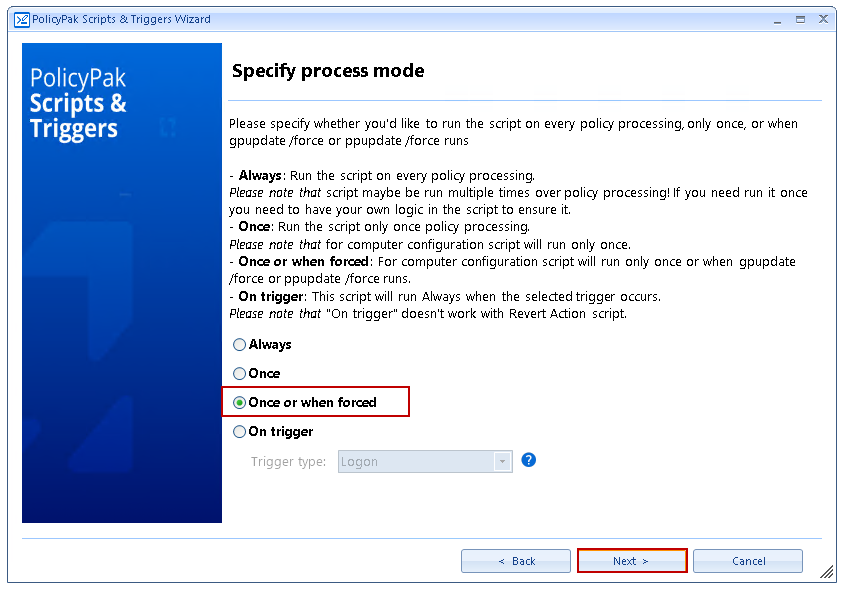 PolicyPak Scripts & Triggers Wizard
PolicyPak
Scripts &
Triggers
Specify process mode
Please specify whether you'd like to run the script on every policy processing, only once, or when
gpupdate /force or ppupdate /force runs
- Always: Run the script on every policy processing.
Please note that script maybe be run multiple times over policy processing! If you need run it once
you need to have your own logic in the script to ensure it.
- Once: Run the script only once policy processing.
Please note that for computer configuration script will run only once.
- Once or when forced: For computer configuration script will run only once or when gpupdate
/force or ppupdate /force runs.
- On trigger: This script will run Always when the selected trigger occurs.
Please note that "On trigger" doesn't work with Revert Action script.
Always
Once
Once or when forced
On trigger
Trigger type: Logon ?
< Back Next > Cancel